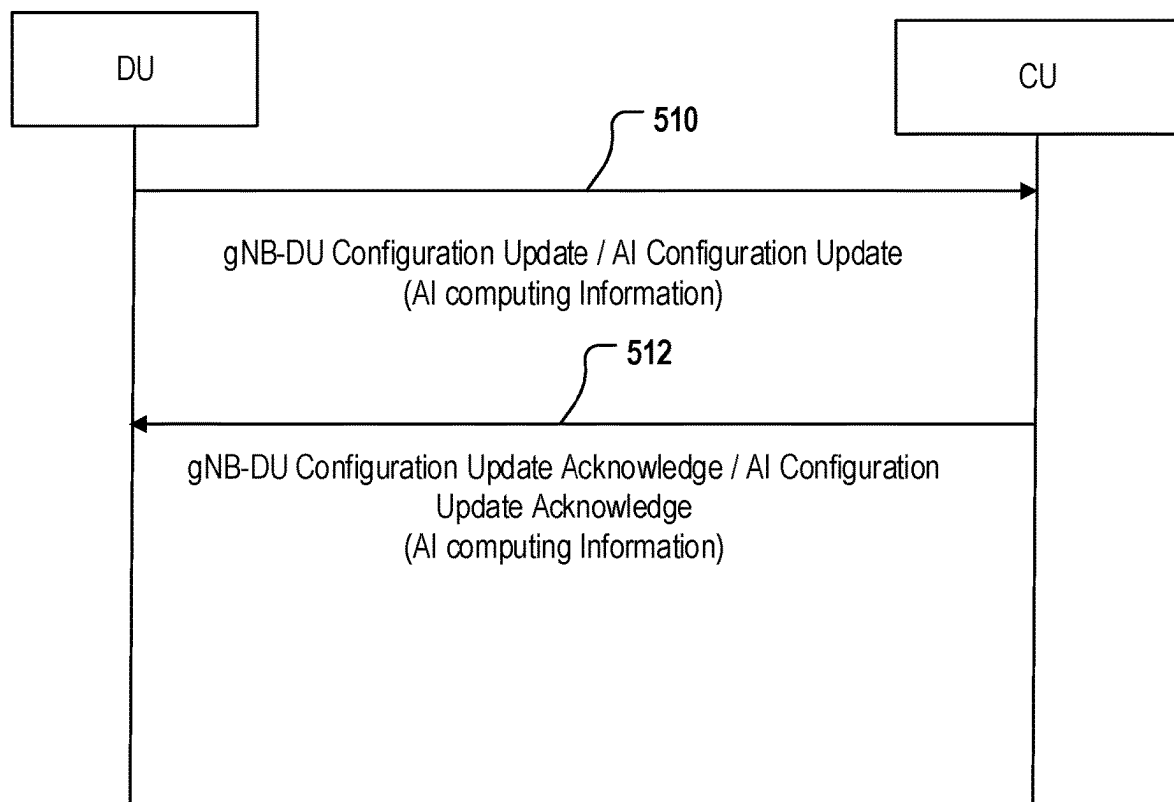 DU
CU
510
gNB-DU Configuration Update / AI Configuration Update
(AI computing Information)
512
gNB-DU Configuration Update Acknowledge / AI Configuration
Update Acknowledge
(AI computing Information)